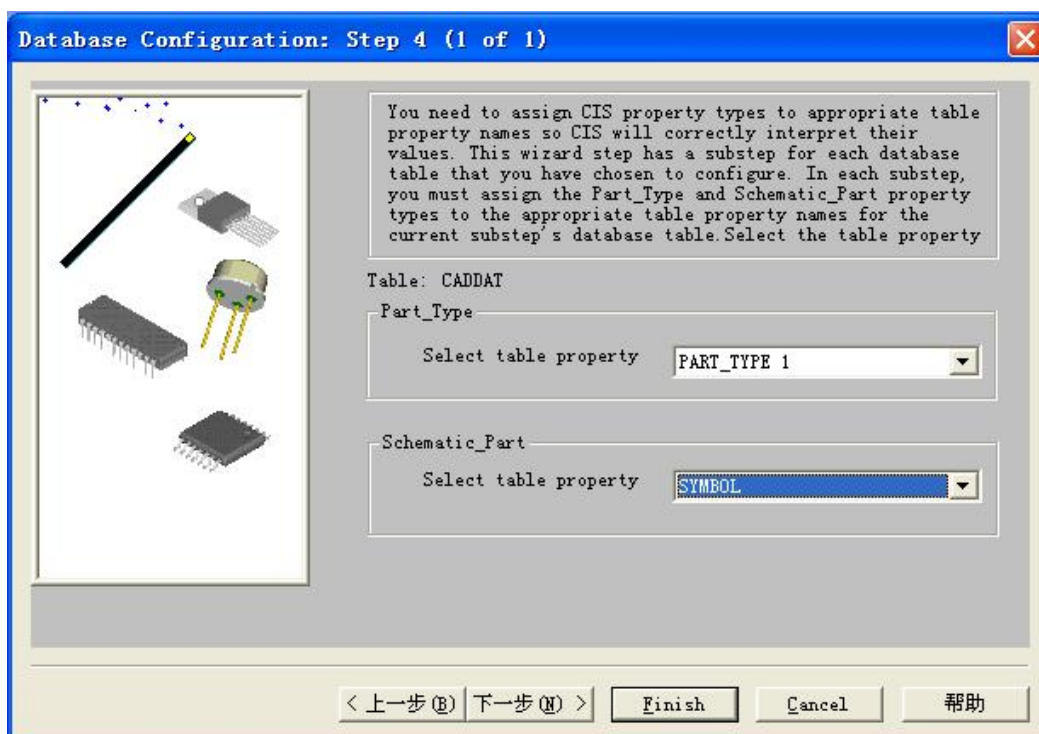 Database Configuration: Step 4 (1 of 1)
You need to assign CIS property types to appropriate table
property names so CIS will correctly interpret their
values. This wizard step has a substep for each database
table that you have chosen to configure. In each substep,
you must assign the Part_Type and Schematic_Part property
types to the appropriate table property names for the
current substep's database table.Select the table property
Table: CADDAT
Part_Type
Select table property
PART_TYPE 1
Schematic_Part
Select table property
SYMBOL
< 上一步(B) 下一步(N) > Finish Cancel 帮助